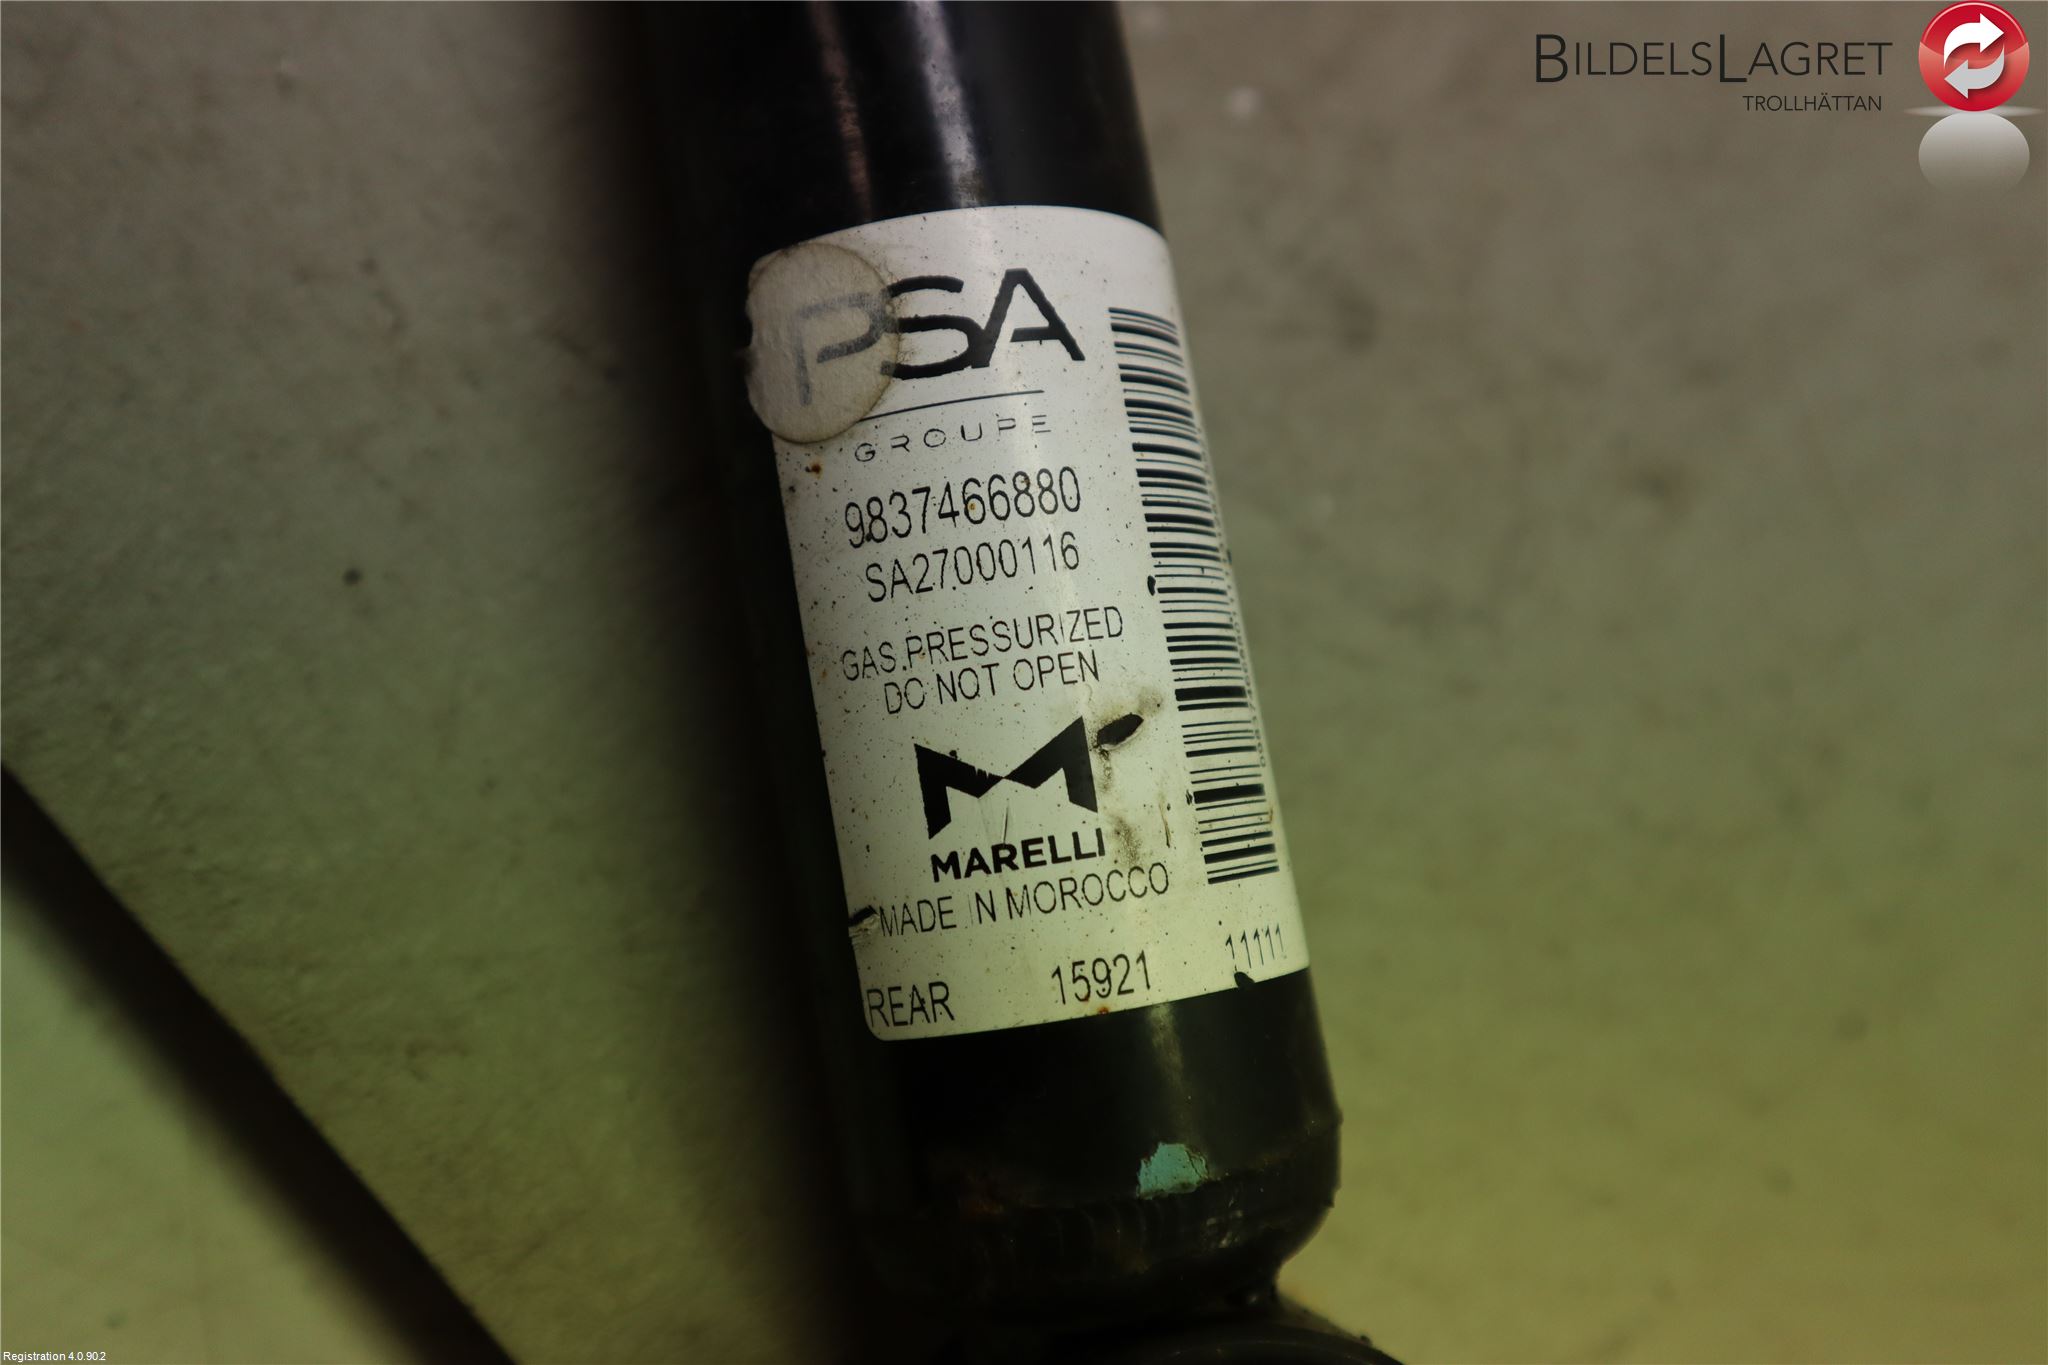 BILDELSLAGRET
TROLLHÄTTAN
PSA
GROUPE
9837466880
SA27000116
GAS.PRESSURIZED
DO NOT OPEN
MARELLI
MADE IN MOROCCO
REAR 15921 11111
Registration 4.0.90.2